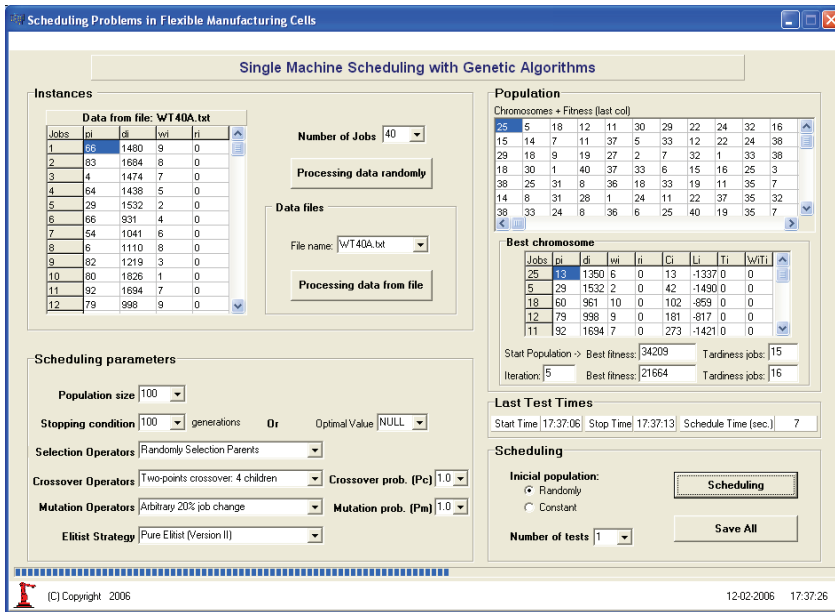 Scheduling Problems in Flexible Manufacturing Cells
Single Machine Scheduling with Genetic Algorithms
Instances
Data from file: WT40A.txt
Jobs pi di wi ri
1 66 1480 9 0
2 83 1684 8 0
3 4 1474 7 0
4 64 1438 5 0
5 29 1532 2 0
6 66 931 4 0
7 54 1041 6 0
8 6 1110 8 0
9 82 1219 3 0
10 80 1826 1 0
11 92 1694 7 0
12 79 998 9 0
Number of Jobs 40
Processing data randomly
Data files
File name: WT40A.txt
Processing data from file
Scheduling parameters
Population size 100
Stopping condition 100 generations Or Optimal Value NULL
Selection Operators Randomly Selection Parents
Crossover Operators Two-points crossover: 4 children Crossover prob. (Pc) 1.0
Mutation Operators Arbitrary 20% job change Mutation prob. (Pm) 1.0
Elitist Strategy Pure Elitist (Version II)
Population
Chromosomes + Fitness (last col)
25 5 18 12 11 30 29 22 24 32 16
15 14 7 11 37 5 33 12 22 24 38
29 18 9 19 27 2 7 32 1 33 38
18 30 1 40 37 33 6 15 16 25 3
38 25 31 8 36 18 33 19 11 35 7
14 8 31 28 1 24 11 22 37 35 32
38 33 24 8 36 6 25 40 19 35 7
Best chromosome
Jobs pi di wi ri Ci Li Ti WiTi
25 13 1350 6 0 13 -1337 0 0
5 29 1532 2 0 42 -1490 0 0
18 60 961 10 0 102 -859 0 0
12 79 998 9 0 181 -817 0 0
11 92 1694 7 0 273 -1421 0 0
Start Population -> Best fitness: 34209 Tardiness jobs: 15
Iteration: 5 Best fitness: 21664 Tardiness jobs: 16
Last Test Times
Start Time 17:37:06 Stop Time 17:37:13 Schedule Time (sec.) 7
Scheduling
Inicial population:
Randomly
Constant
Number of tests 1
Scheduling
Save All
(C) Copyright 2006
12-02-2006 17:37:26